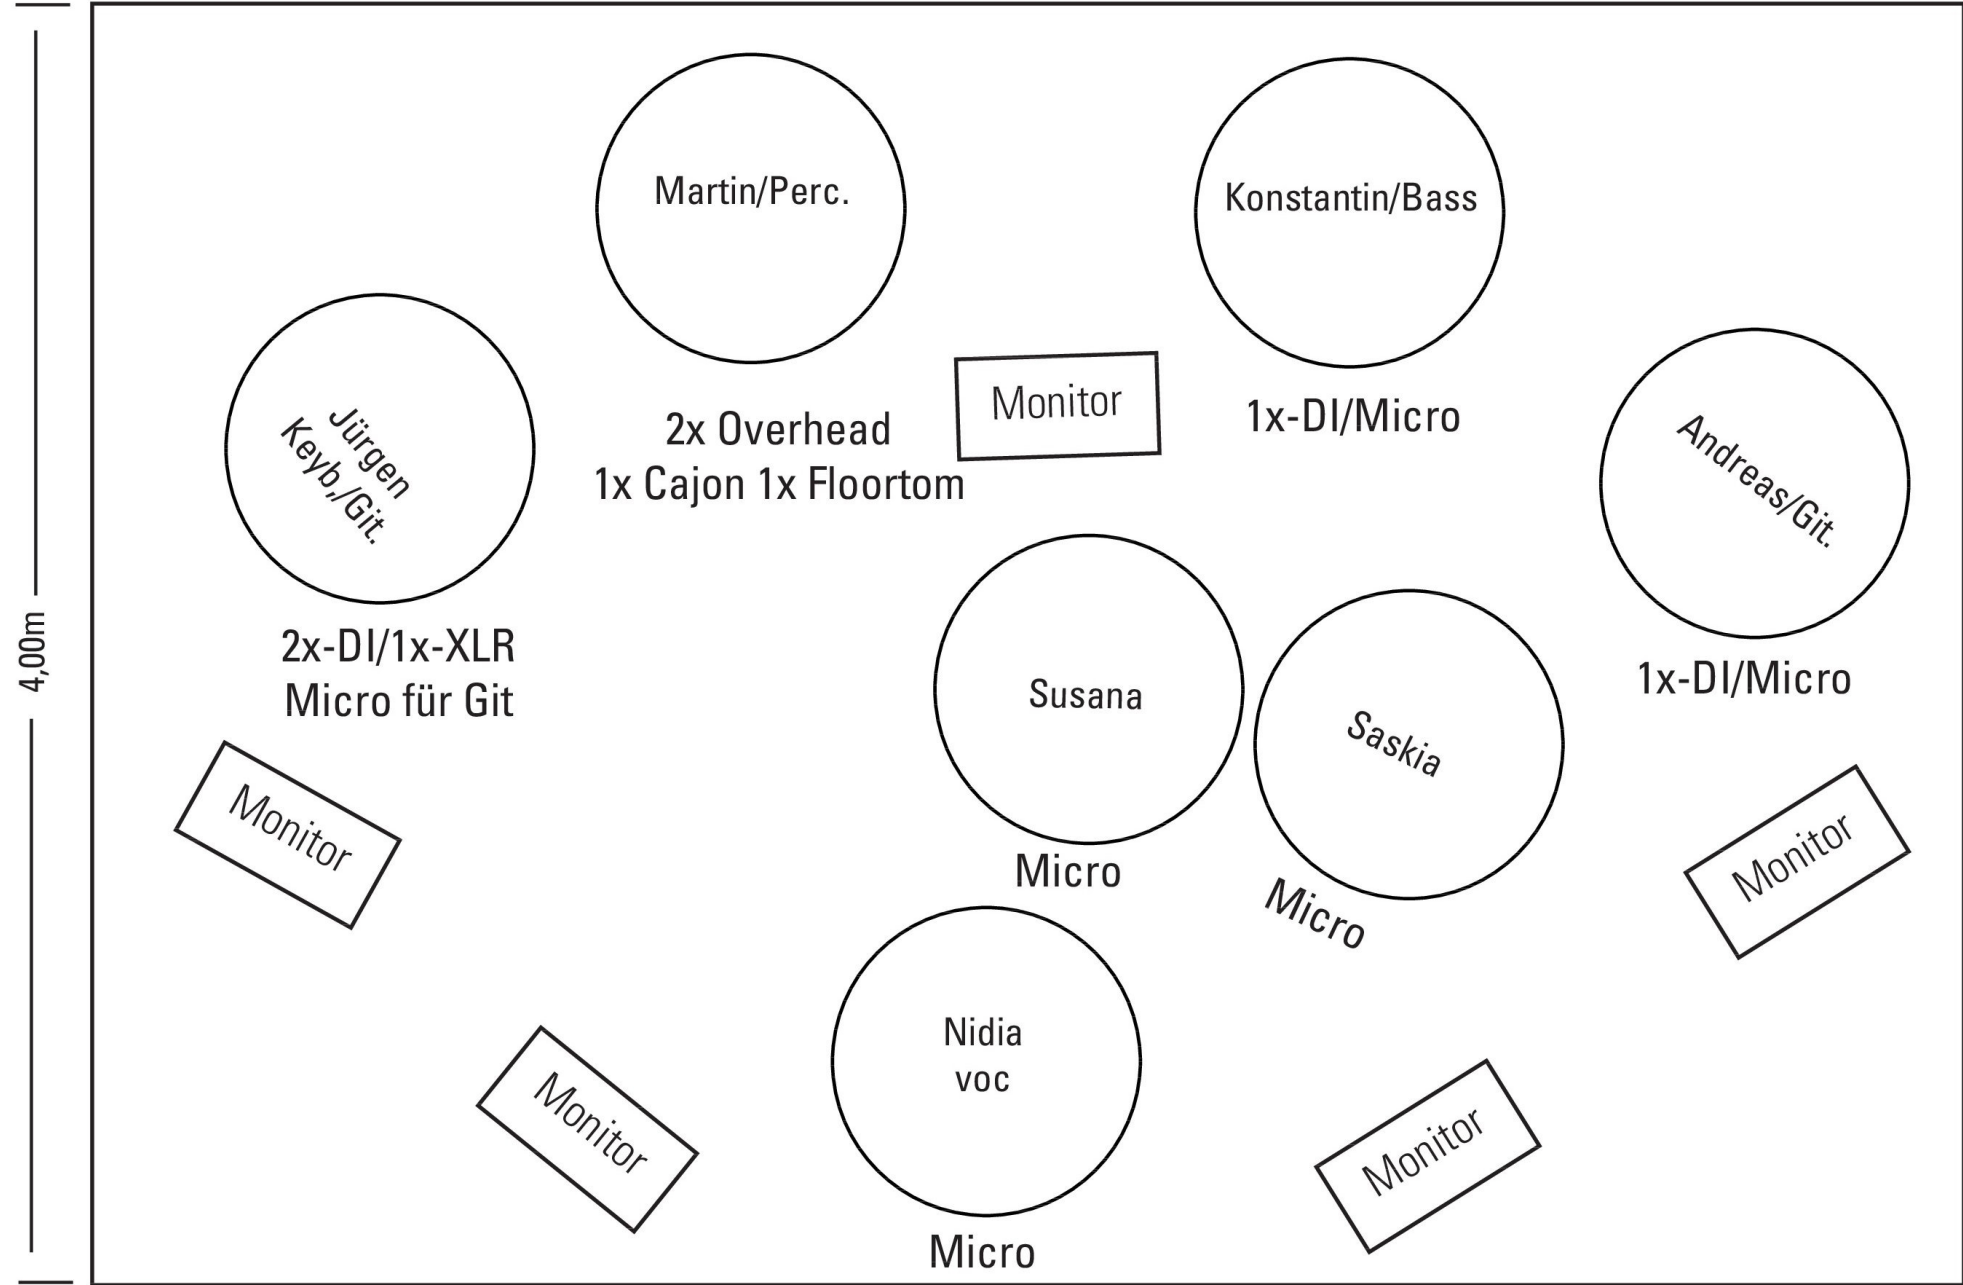 Martin/Perc.
Konstantin/Bass
Monitor
2x Overhead
1x Cajon 1x Floortom
1x-DI/Micro
Jürgen
Keyb,/Git.
Andreas/Git.
2x-DI/1x-XLR
Micro für Git
4,00m
1x-DI/Micro
Susana
Saskia
Monitor
Monitor
Micro
Micro
Nidia
voc
Monitor
Monitor
Micro